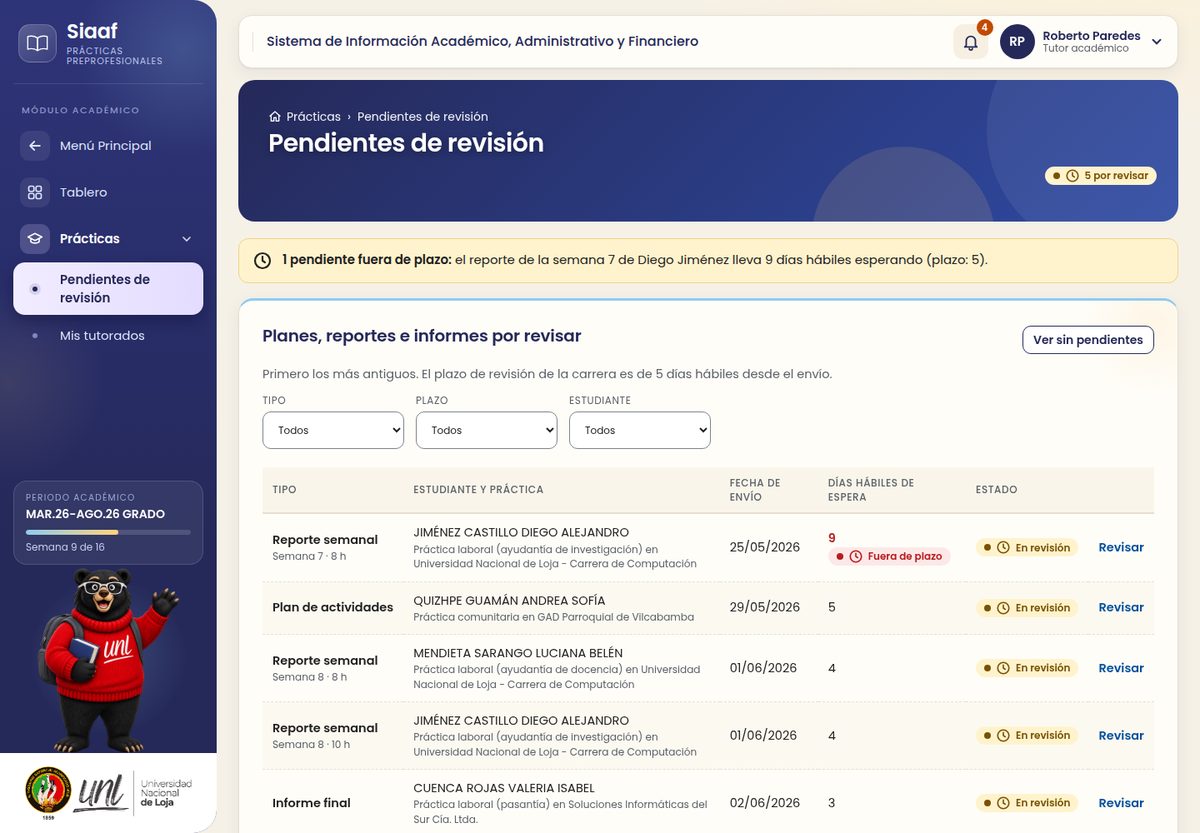 Siaaf
PRÁCTICAS
PREPROFESIONALES
MÓDULO ACADÉMICO
Menú Principal
Tablero
Prácticas
Pendientes de
revisión
Mis tutorados
PERIODO ACADÉMICO
MAR.26-AGO.26 GRADO
Semana 9 de 16
unl
1859
unl
Universidad
Nacional
de Loja
Sistema de Información Académico, Administrativo y Financiero
4
RP
Roberto Paredes
Tutor académico
Prácticas › Pendientes de revisión
Pendientes de revisión
5 por revisar
1 pendiente fuera de plazo: el reporte de la semana 7 de Diego Jiménez lleva 9 días hábiles esperando (plazo: 5).
Planes, reportes e informes por revisar
Ver sin pendientes
Primero los más antiguos. El plazo de revisión de la carrera es de 5 días hábiles desde el envío.
TIPO PLAZO ESTUDIANTE
Todos Todos Todos
TIPO ESTUDIANTE Y PRÁCTICA FECHA DE ENVÍO DÍAS HÁBILES DE ESPERA ESTADO
Reporte semanal
Semana 7 · 8 h
JIMÉNEZ CASTILLO DIEGO ALEJANDRO
Práctica laboral (ayudantía de investigación) en
Universidad Nacional de Loja - Carrera de Computación
25/05/2026
9
Fuera de plazo
En revisión
Revisar
Plan de actividades
QUIZHPE GUAMÁN ANDREA SOFÍA
Práctica comunitaria en GAD Parroquial de Vilcabamba
29/05/2026
5
En revisión
Revisar
Reporte semanal
Semana 8 · 8 h
MENDIETA SARANGO LUCIANA BELÉN
Práctica laboral (ayudantía de docencia) en Universidad
Nacional de Loja - Carrera de Computación
01/06/2026
4
En revisión
Revisar
Reporte semanal
Semana 8 · 10 h
JIMÉNEZ CASTILLO DIEGO ALEJANDRO
Práctica laboral (ayudantía de investigación) en
Universidad Nacional de Loja - Carrera de Computación
01/06/2026
4
En revisión
Revisar
Informe final
CUENCA ROJAS VALERIA ISABEL
Práctica laboral (pasantía) en Soluciones Informáticas del
Sur Cía. Ltda.
02/06/2026
3
En revisión
Revisar